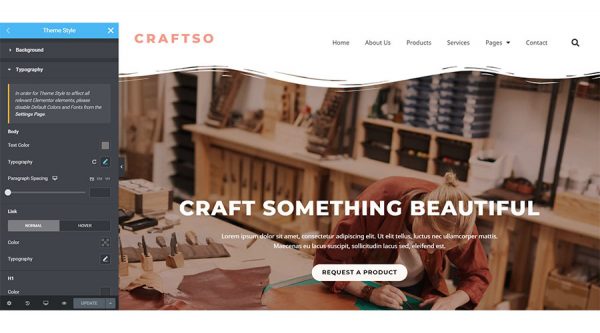 Theme Style
Background
Typography
In order for Theme Style to affect all
relevant Elementor elements, please
disable Default Colors and Fonts from the
Settings Page.
Body
Text Color
Typography
Paragraph Spacing
Link
NORMAL
HOVER
Color
Typography
H1
Color
UPDATE
CRAFTSO
Home
About Us
Products
Services
Pages
Contact
CRAFT SOMETHING BEAUTIFUL
Lorem ipsum dolor sit amet, consectetur adipiscing elit. Ut elit tellus, luctus nec ullamcorper mattis.
Maecenas eu lacus suscipit, sollicitudin lacus sed, eleifend est.
REQUEST A PRODUCT